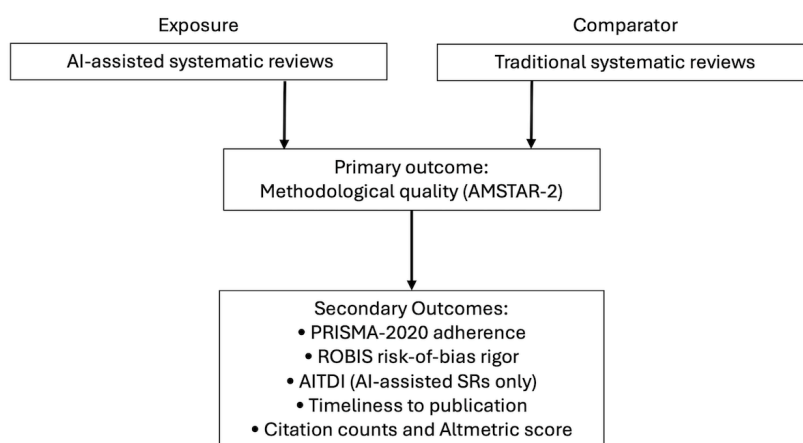 Exposure
Comparator
AI-assisted systematic reviews
Traditional systematic reviews
Primary outcome:
Methodological quality (AMSTAR-2)
Secondary Outcomes:
• PRISMA-2020 adherence
• ROBIS risk-of-bias rigor
• AITDI (AI-assisted SRs only)
• Timeliness to publication
• Citation counts and Altmetric score